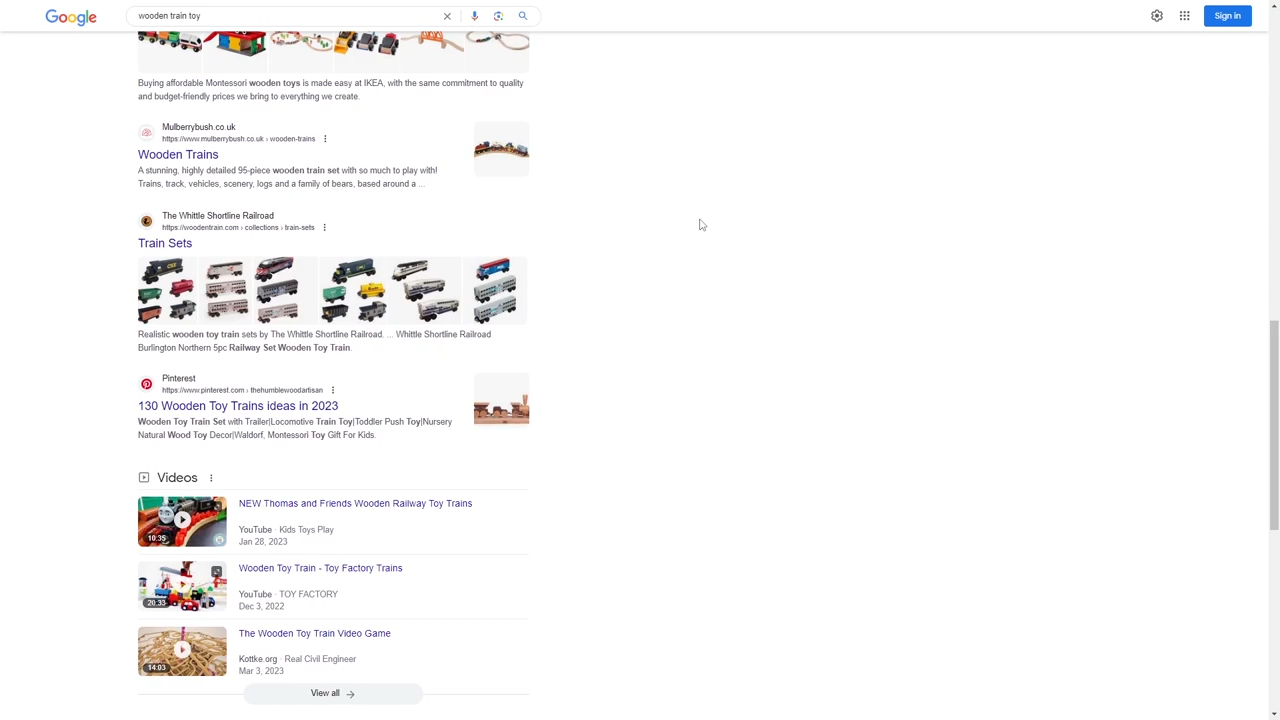 Google
wooden train toy
Sign in
Buying affordable Montessori wooden toys is made easy at IKEA, with the same commitment to quality
and budget-friendly prices we bring to everything we create.
Mulberrybush.co.uk
https://www.mulberrybush.co.uk › wooden-trains
Wooden Trains
A stunning, highly detailed 95-piece wooden train set with so much to play with!
Trains, track, vehicles, scenery, logs and a family of bears, based around a ...
The Whittle Shortline Railroad
https://woodentrain.com › collections › train-sets
Train Sets
Realistic wooden toy train sets by The Whittle Shortline Railroad. ... Whittle Shortline Railroad
Burlington Northern 5pc Railway Set Wooden Toy Train.
Pinterest
https://www.pinterest.com › thehumblewoodartisan
130 Wooden Toy Trains ideas in 2023
Wooden Toy Train Set with Trailer|Locomotive Train Toy|Toddler Push Toy|Nursery
Natural Wood Toy Decor|Waldorf, Montessori Toy Gift For Kids.
Videos
NEW Thomas and Friends Wooden Railway Toy Trains
YouTube · Kids Toys Play
10:35
Jan 28, 2023
Wooden Toy Train - Toy Factory Trains
YouTube · TOY FACTORY
20:33
Dec 3, 2022
The Wooden Toy Train Video Game
Kottke.org · Real Civil Engineer
14:03
Mar 3, 2023
View all